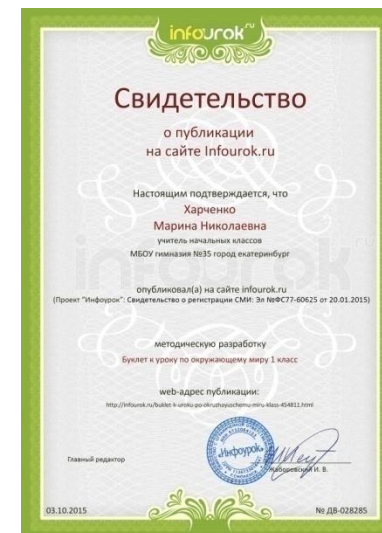 infourok ru
Свидетельство
о публикации
на сайте Infourok.ru
Настоящим подтверждается, что
Харченко
Марина Николаевна
учитель начальных классов
МБОУ гимназия №35 город екатеринбург
опубликовал(а) на сайте infourok.ru
(Проект "Инфоурок": Свидетельство о регистрации СМИ: Эл №ФС77-60625 от 20.01.2015)
методическую разработку
Буклет к уроку по окружающему миру 1 класс
web-адрес публикации:
http://infourok.ru/buklet-k-uroku-po-okruzhayuschemu-miru-klass-454811.html
Главный редактор
«Инфоурок»
Жаборовский И. В.
03.10.2015
№ ДВ-028285